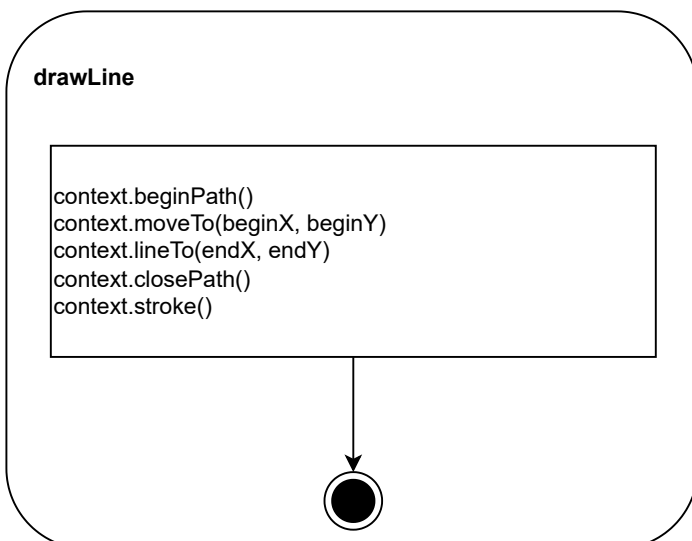 drawLine
context.beginPath()
context.moveTo(beginX, beginY)
context.lineTo(endX, endY)
context.closePath()
context.stroke()